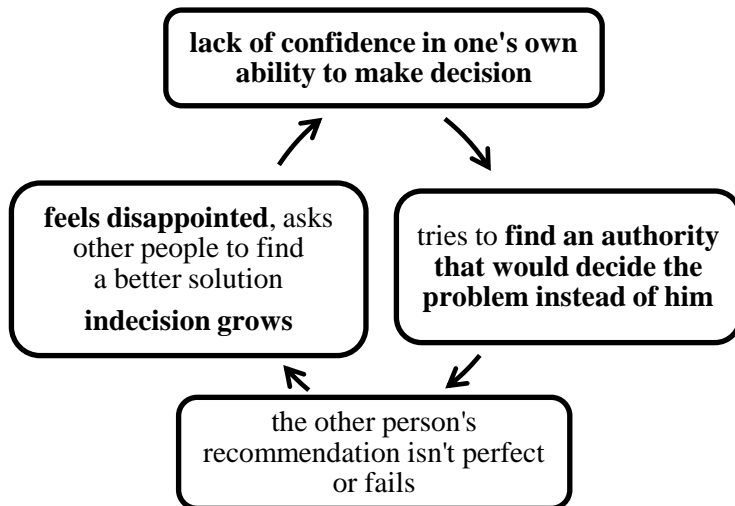 lack of confidence in one's own
ability to make decision
tries to find an authority
that would decide the
problem instead of him
the other person's
recommendation isn't perfect
or fails
feels disappointed, asks
other people to find
a better solution
indecision grows